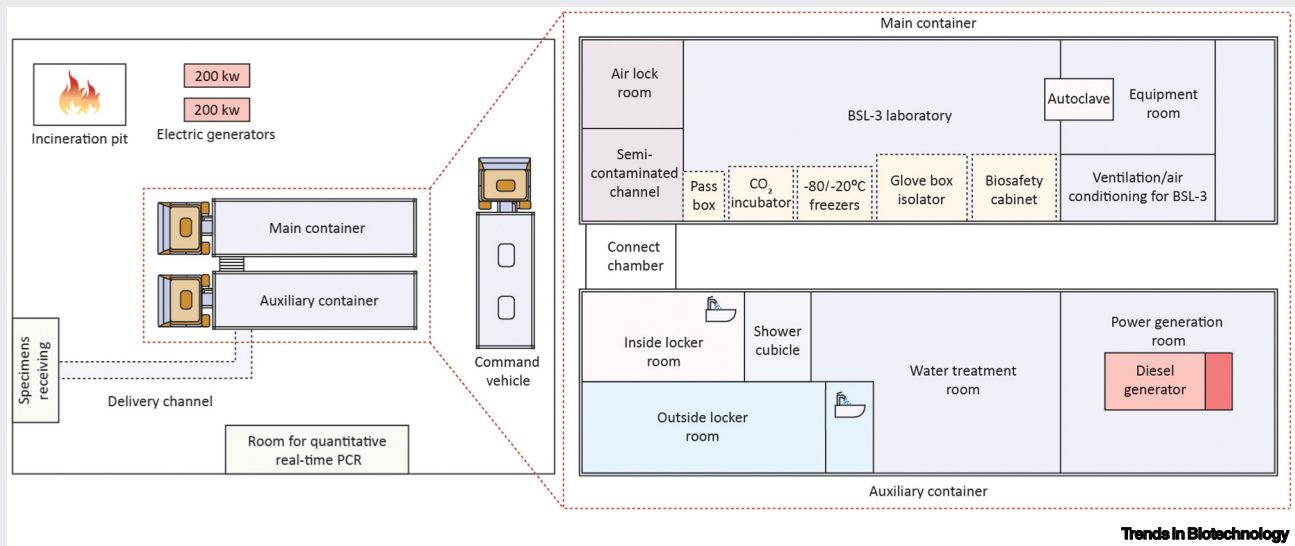 Incineration pit
200 kw
200 kw
Electric generators
Main container
Auxiliary container
Command
vehicle
Specimens
receiving
Delivery channel
Room for quantitative
real-time PCR
Main container
Air lock
room
Semi-
contaminated
channel
BSL-3 laboratory
Pass
box
CO₂
incubator
-80/-20⁰C
freezers
Glove box
isolator
Biosafety
cabinet
Autoclave
Equipment
room
Ventilation/air
conditioning for BSL-3
Connect
chamber
Inside locker
room
Shower
cubicle
Outside locker
room
Water treatment
room
Power generation
room
Diesel
generator
Auxiliary container
Trends in Biotechnology